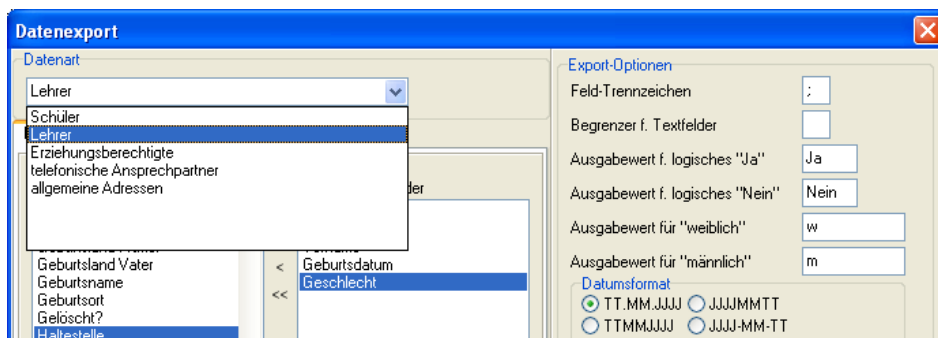 Datenexport
Datenart
Lehrer
Schüler
Lehrer
Erziehungsberechtigte
telefonische Ansprechpartner
allgemeine Adressen
Geburtsland Vater
Geburtsname
Geburtsort
Gelöscht?
Haltestelle
<
<<
Geburtsdatum
Geschlecht
Export-Optionen
Feld-Trennzeichen ;
Begrenzer f. Textfelder
Ausgabewert f. logisches "Ja" Ja
Ausgabewert f. logisches "Nein" Nein
Ausgabewert für "weiblich" w
Ausgabewert für "männlich" m
Datumsformat
TT.MM.JJJJ JJJJMMTT
TTMMJJJJ JJJJ-MM-TT